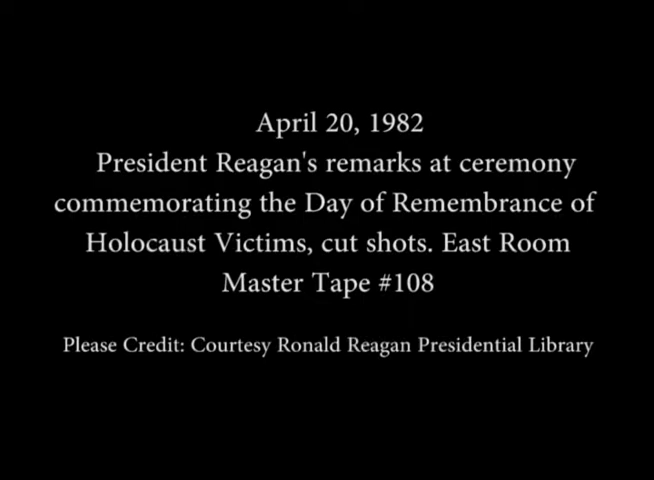 April 20, 1982
President Reagan's remarks at ceremony
commemorating the Day of Remembrance of
Holocaust Victims, cut shots. East Room
Master Tape #108
Please Credit: Courtesy Ronald Reagan Presidential Library